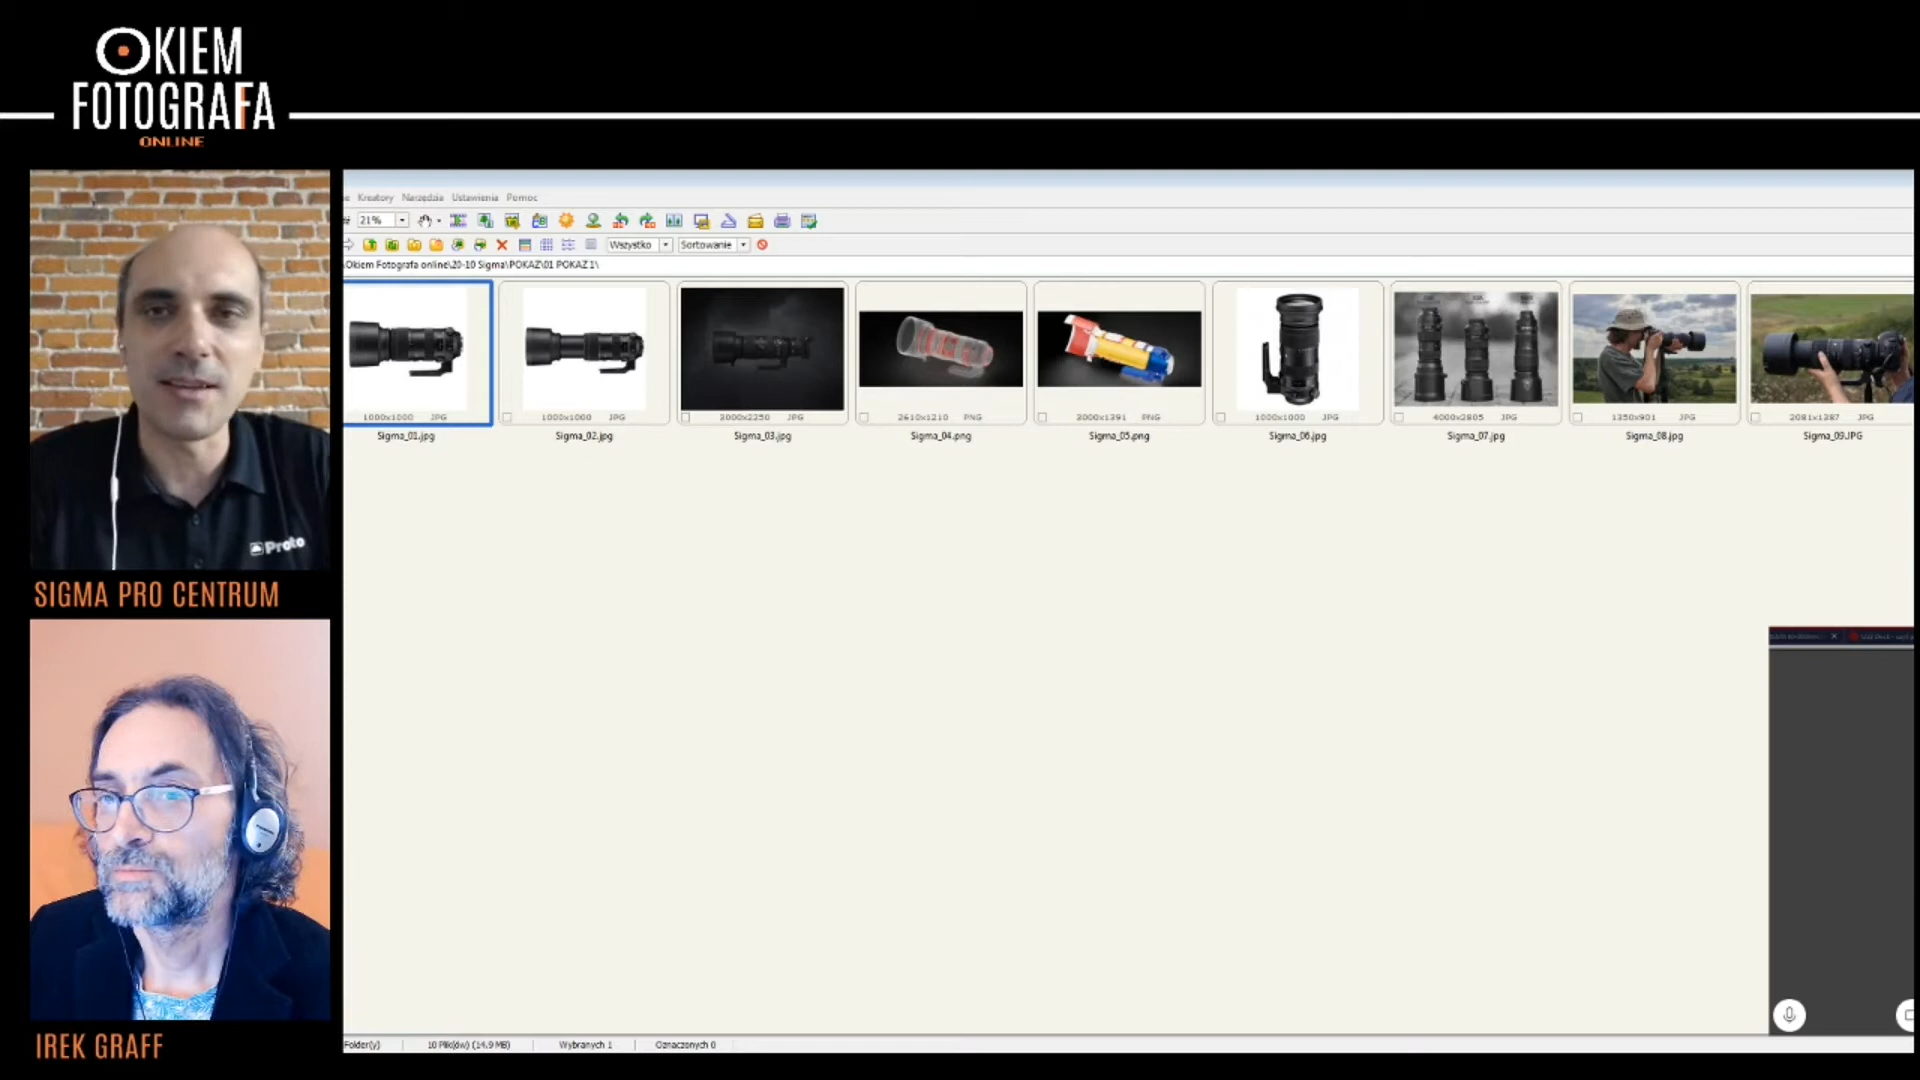 OKIEM
FOTOGRAFA
ONLINE
Profoto
SIGMA PRO CENTRUM
IREK GRAFF
Kreatory Narzędzia Ustawienia Pomoc
21%
Wszystko Sortowanie
\Okiem Fotografa online\20-10 Sigma\POKAZ\01 POKAZ 1\
1000x1000 JPG
Sigma_01.jpg
1000x1000 JPG
Sigma_02.jpg
3000x2250 JPG
Sigma_03.jpg
2610x1210 PNG
Sigma_04.png
3000x1391 PNG
Sigma_05.png
1000x1000 JPG
Sigma_06.jpg
4000x2805 JPG
Sigma_07.jpg
1350x901 JPG
Sigma_08.jpg
2081x1387 JPG
Sigma_09.JPG
Folder(y) 10 Plik(ów) (14.9 MB) Wybranych 1 Oznaczonych 0